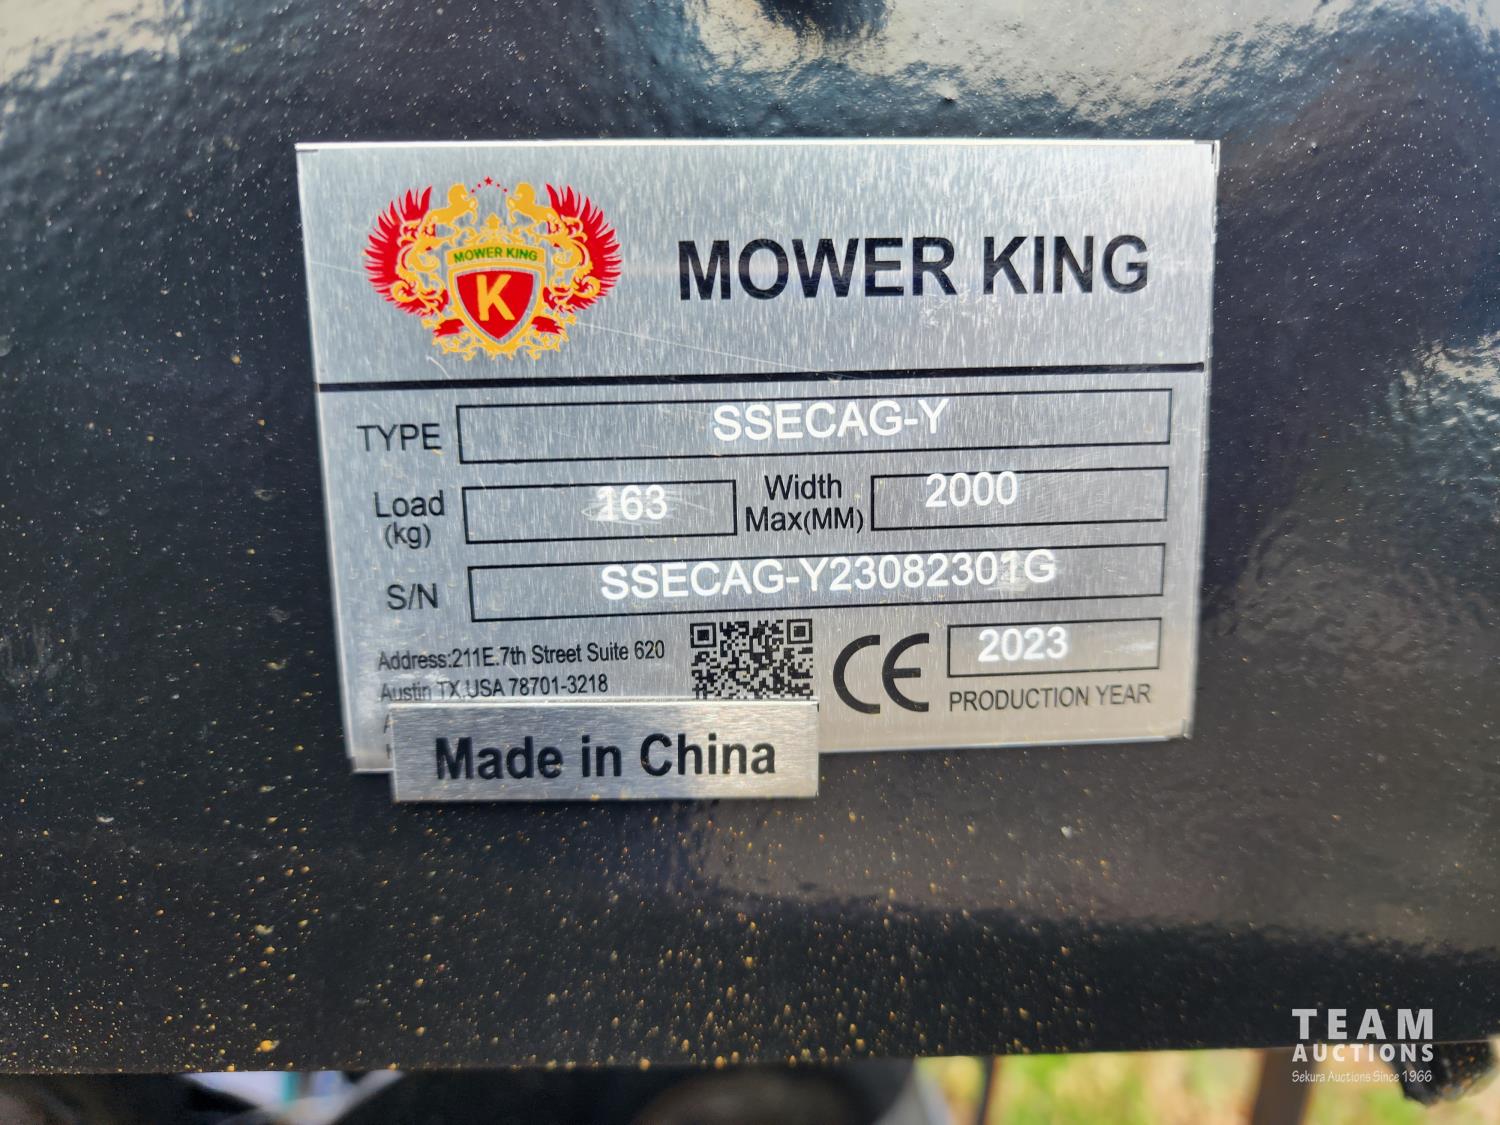 MOWER KING
K
MOWER KING
TYPE SSECAG-Y
Load (kg) 163 Width Max(MM) 2000
S/N SSECAG-Y23082301G
Address:211E.7th Street Suite 620
Austin TX,USA 78701-3218
CE
2023
PRODUCTION YEAR
Made in China
TEAM
AUCTIONS
Sekura Auctions Since 1966